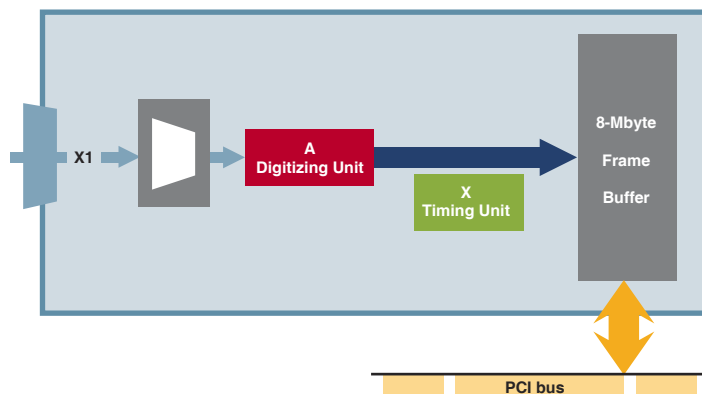 X1
A
Digitizing Unit
X
Timing Unit
8-Mbyte
Frame
Buffer
PCI bus